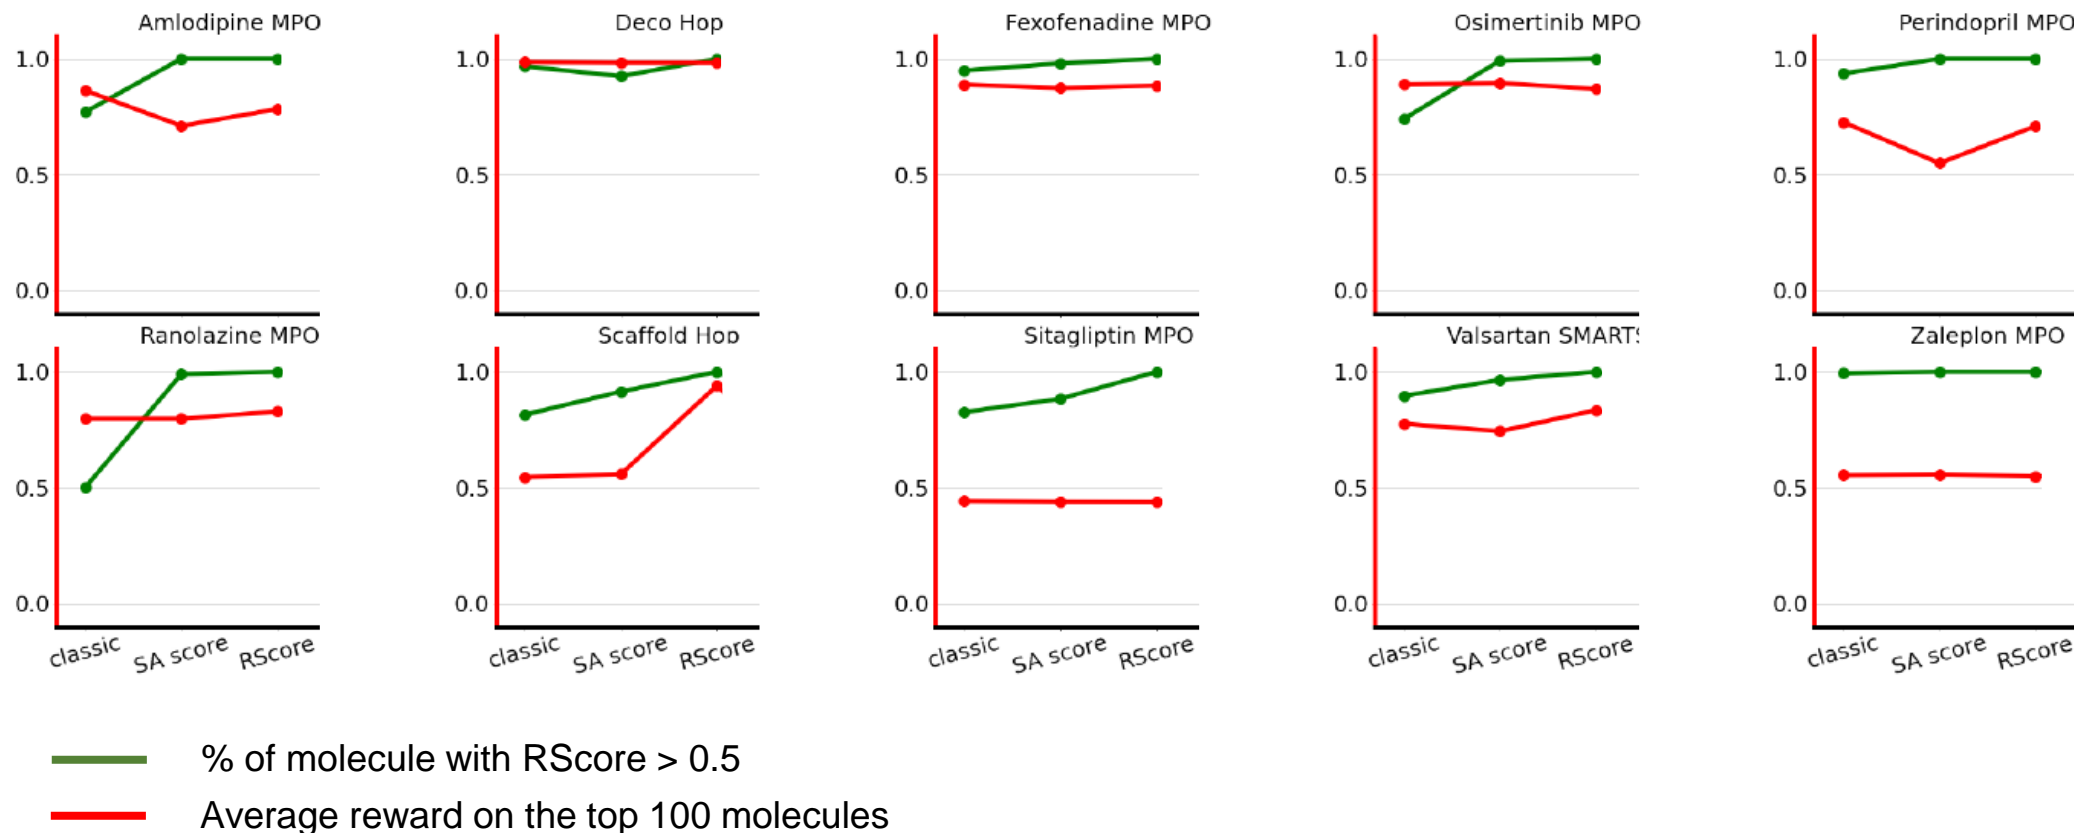 Amlodipine MPO
Deco Hop
Fexofenadine MPO
Osimertinib MPO
Perindopril MPO
1.0
0.5
0.0
1.0
0.5
0.0
1.0
0.5
0.0
1.0
0.5
0.0
1.0
0.5
0.0
Ranolazine MPO
Scaffold Hop
Sitagliptin MPO
Valsartan SMARTS
Zaleplon MPO
1.0
0.5
0.0
1.0
0.5
0.0
1.0
0.5
0.0
1.0
0.5
0.0
1.0
0.5
0.0
classic SA score RScore
classic SA score RScore
classic SA score RScore
classic SA score RScore
classic SA score RScore
% of molecule with RScore > 0.5
Average reward on the top 100 molecules